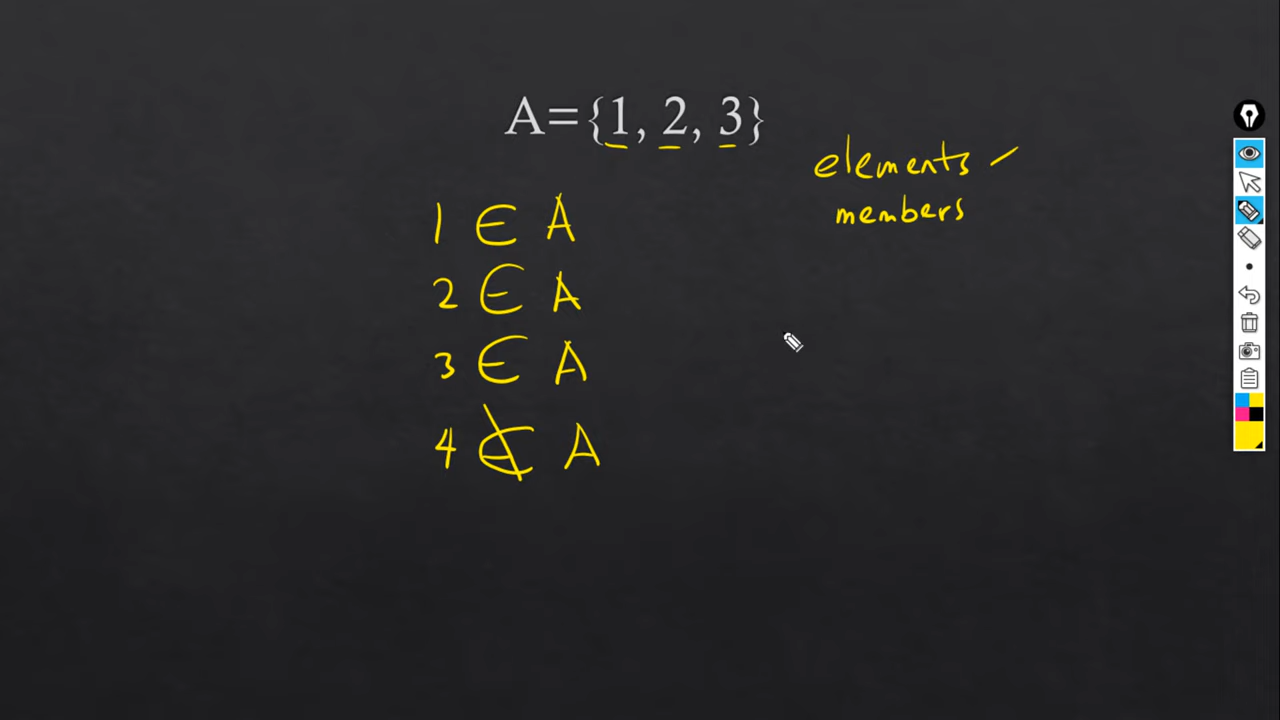 A={1, 2, 3}
elements
members
1 ∈ A
2 ∈ A
3 ∈ A
4 ∉ A